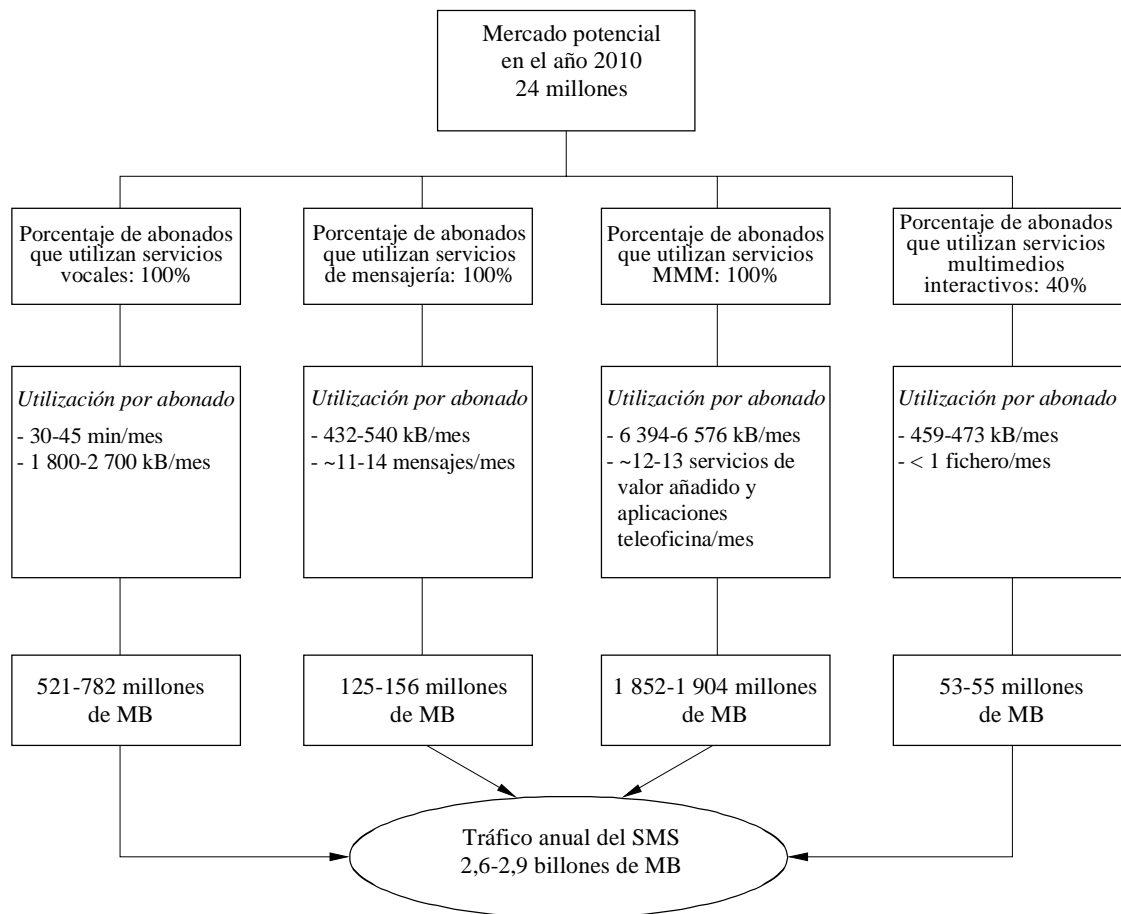 Mercado potencial
en el año 2010
24 millones
Porcentaje de abonados
que utilizan servicios
vocales: 100%
Porcentaje de abonados
que utilizan servicios
de mensajería: 100%
Porcentaje de abonados
que utilizan servicios
MMM: 100%
Porcentaje de abonados
que utilizan servicios
multimedios
interactivos: 40%
Utilización por abonado
- 30-45 min/mes
- 1 800-2 700 kB/mes
Utilización por abonado
- 432-540 kB/mes
- ~11-14 mensajes/mes
Utilización por abonado
- 6 394-6 576 kB/mes
- ~12-13 servicios de
valor añadido y
aplicaciones
teleoficina/mes
Utilización por abonado
- 459-473 kB/mes
- < 1 fichero/mes
521-782 millones
de MB
125-156 millones
de MB
1 852-1 904 millones
de MB
53-55 millones
de MB
Tráfico anual del SMS
2,6-2,9 billones de MB